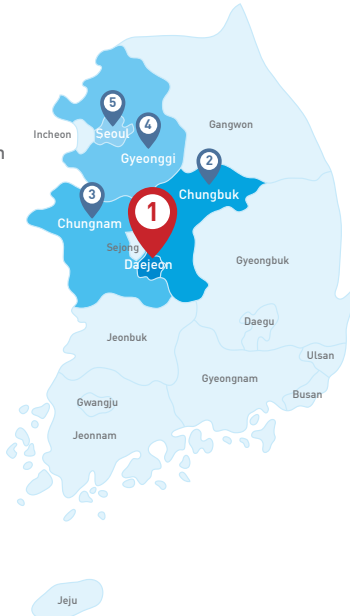 5
Seoul
4
Incheon
Gangwon
n
Gyeonggi
2
3
Chungbuk
1
Chungnam
Sejong
Daejeon
Gyeongbuk
Daegu
Jeonbuk
Ulsan
Gyeongnam
Busan
Gwangju
Jeonnam
Jeju